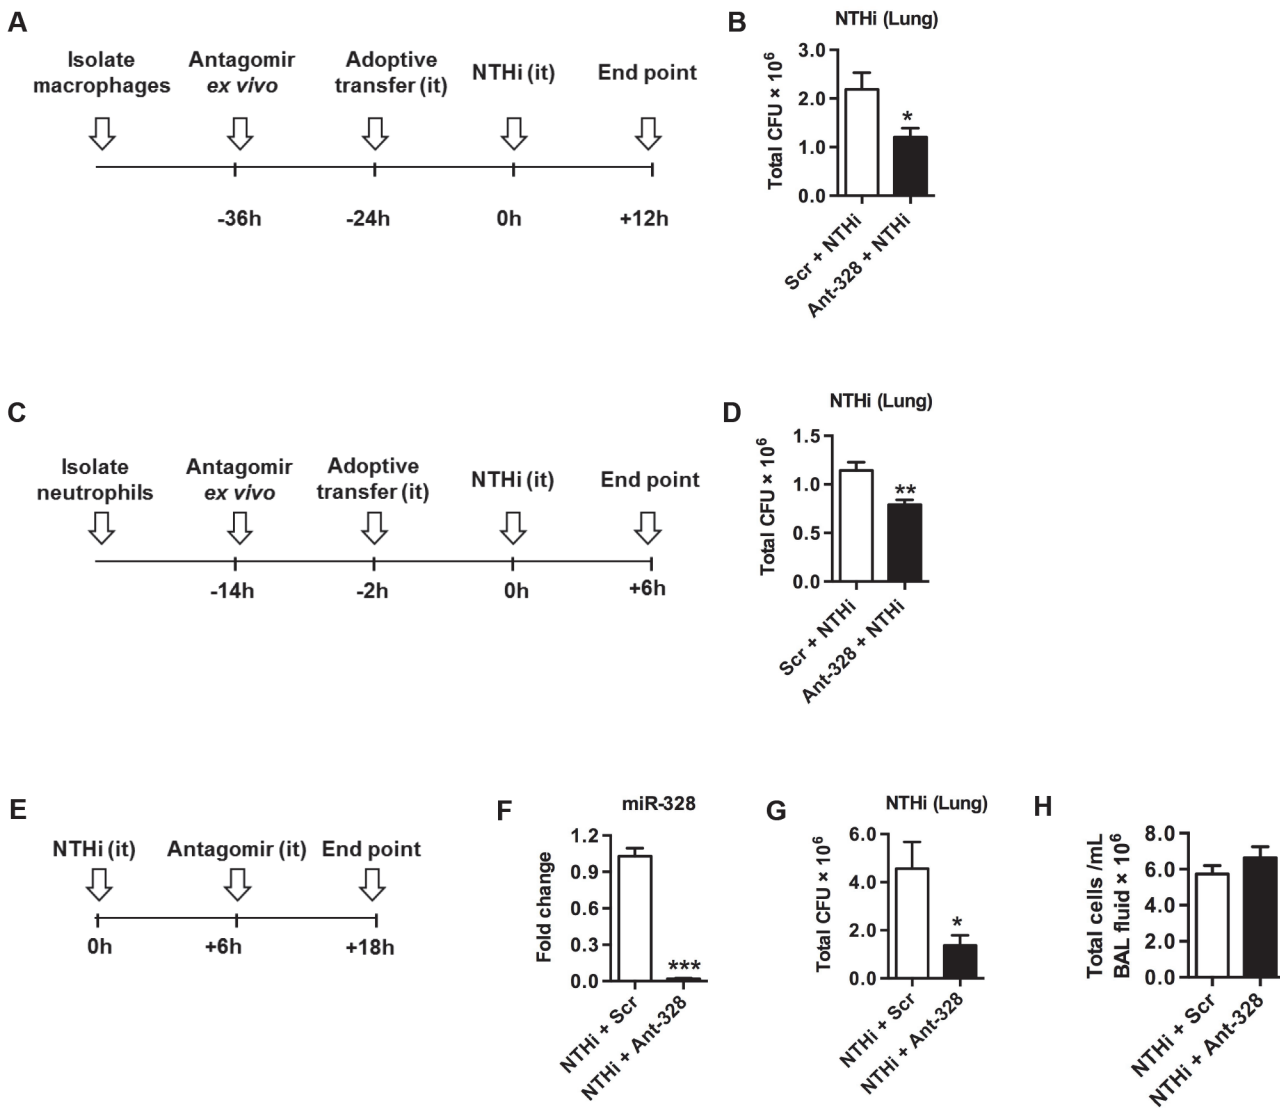 A
Isolate
macrophages
Antagomir
ex vivo
Adoptive
transfer (it)
NTHi (it)
End point
-36h
-24h
0h
+12h
B
NTHi (Lung)
Total CFU × 10⁶
3.0
2.0
1.0
0.0
*
Scr + NTHi
Ant-328 + NTHi
C
Isolate
neutrophils
Antagomir
ex vivo
Adoptive
transfer (it)
NTHi (it)
End point
-14h
-2h
0h
+6h
D
NTHi (Lung)
Total CFU × 10⁶
1.5
1.0
0.5
0.0
**
Scr + NTHi
Ant-328 + NTHi
E
NTHi (it)
Antagomir (it)
End point
0h
+6h
+18h
F
miR-328
Fold change
1.2
0.9
0.6
0.3
0.0
***
NTHi + Scr
NTHi + Ant-328
G
NTHi (Lung)
Total CFU × 10⁶
6.0
4.0
2.0
0.0
*
NTHi + Scr
NTHi + Ant-328
H
Total cells /mL
BAL fluid × 10⁶
8.0
6.0
4.0
2.0
0.0
NTHi + Scr
NTHi + Ant-328